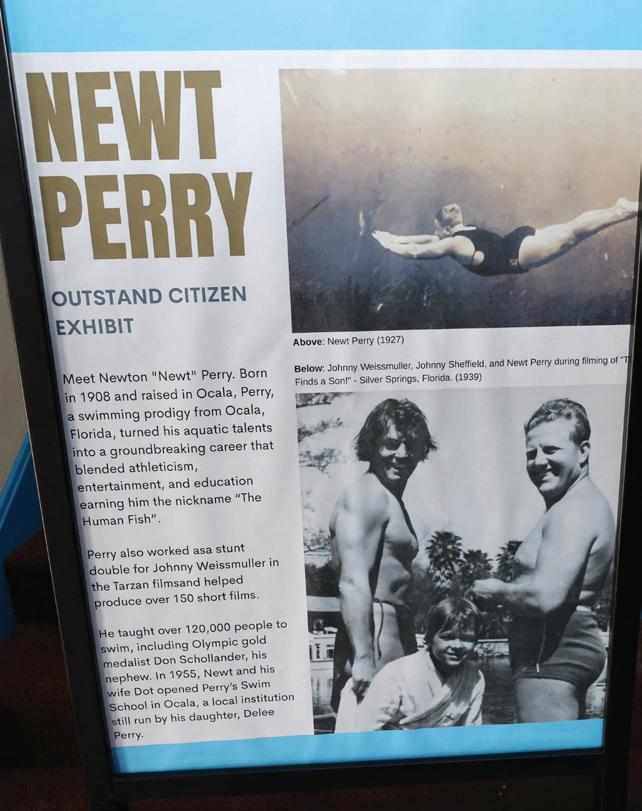 NEWT
PERRY
OUTSTAND CITIZEN
EXHIBIT
Meet Newton "Newt" Perry. Born
in 1908 and raised in Ocala, Perry,
a swimming prodigy from Ocala,
Florida, turned his aquatic talents
into a groundbreaking career that
blended athleticism,
entertainment, and education
earning him the nickname “The
Human Fish”.
Perry also worked asa stunt
double for Johnny Weissmuller in
the Tarzan filmsand helped
produce over 150 short films.
He taught over 120,000 people to
swim, including Olympic gold
medalist Don Schollander, his
nephew. In 1955, Newt and his
wife Dot opened Perry's Swim
School in Ocala, a local institution
still run by his daughter, Delee
Perry.
Above: Newt Perry (1927)
Below: Johnny Weissmuller, Johnny Sheffield, and Newt Perry during filming of "T
Finds a Son!" - Silver Springs, Florida. (1939)